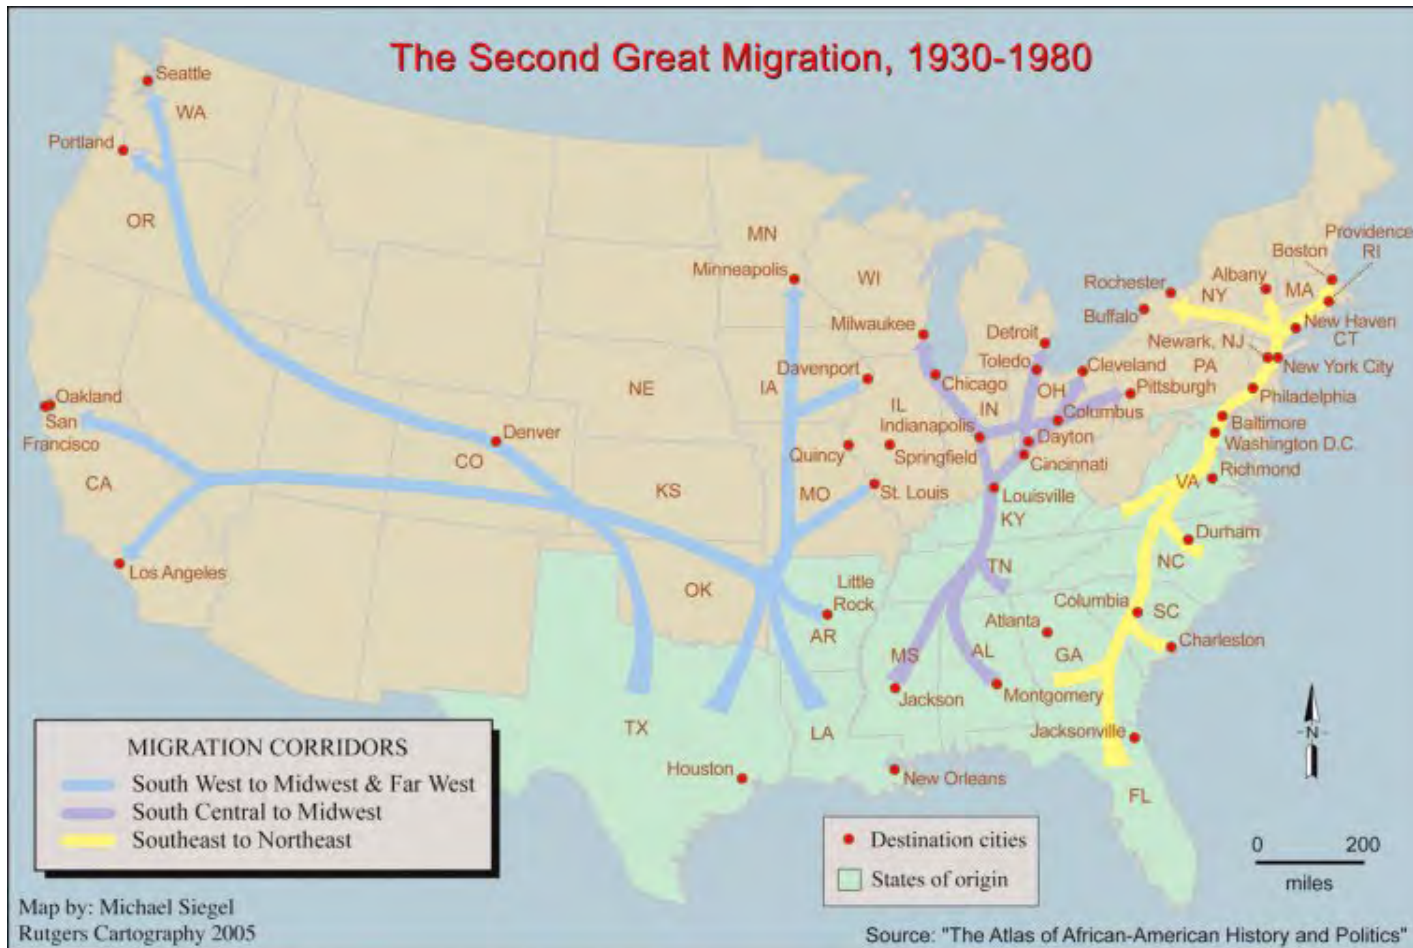 The Second Great Migration, 1930-1980
Seattle
WA
Portland
OR
MN
Minneapolis
WI
Milwaukee
Detroit
Toledo
Rochester
Buffalo
NY
Albany
Boston
Providence
RI
MA
New Haven
CT
Newark, NJ
New York City
PA
Cleveland
Pittsburgh
OH
Philadelphia
Baltimore
Washington D.C.
Richmond
VA
Davenport
Chicago
NE
IA
IL
IN
Indianapolis
Columbus
Dayton
Cincinnati
Oakland
San
Francisco
CA
Denver
CO
KS
Quincy
Springfield
MO
St. Louis
Louisville
KY
Durham
NC
TN
Los Angeles
OK
Little
Rock
AR
Columbia
SC
Atlanta
Charleston
GA
MS
AL
Jackson
Montgomery
TX
LA
Jacksonville
Houston
New Orleans
FL
N
MIGRATION CORRIDORS
South West to Midwest & Far West
South Central to Midwest
Southeast to Northeast
Destination cities
States of origin
0 200
miles
Map by: Michael Siegel
Rutgers Cartography 2005
Source: "The Atlas of African-American History and Politics"